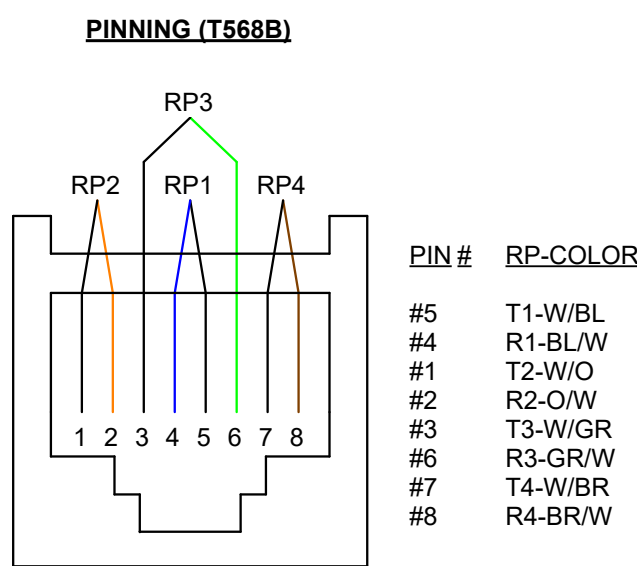 PINNING (T568B)
RP3
RP2 RP1 RP4
1 2 3 4 5 6 7 8
PIN # RP-COLOR
#5 T1-W/BL
#4 R1-BL/W
#1 T2-W/O
#2 R2-O/W
#3 T3-W/GR
#6 R3-GR/W
#7 T4-W/BR
#8 R4-BR/W